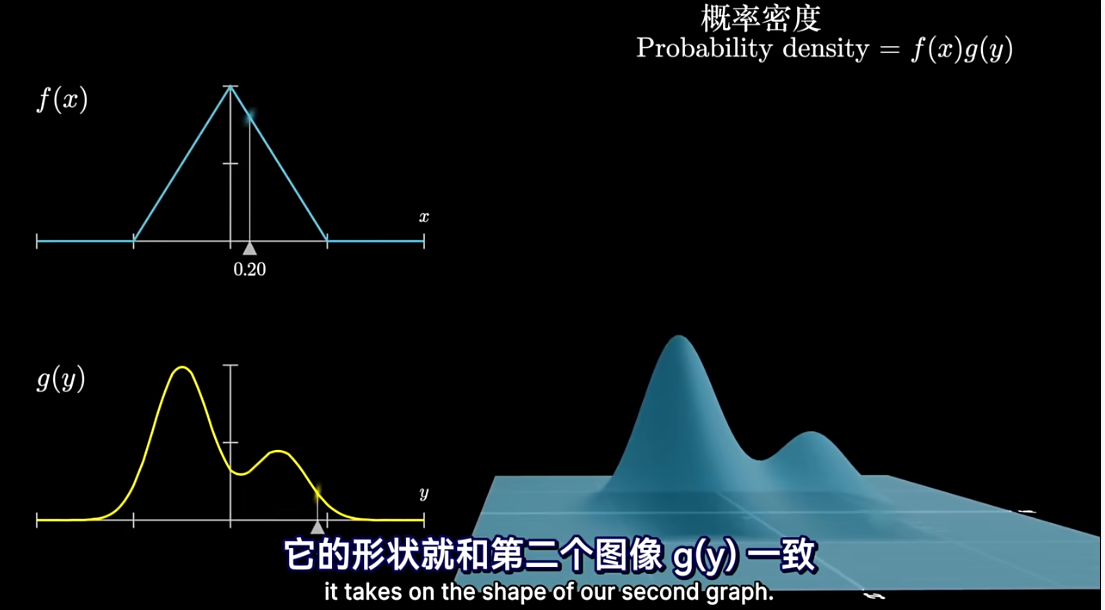 概率密度
Probability density = f(x)g(y)
f(x)
x
0.20
g(y)
y
它的形状就和第二个图像 g(y) 一致
it takes on the shape of our second graph.